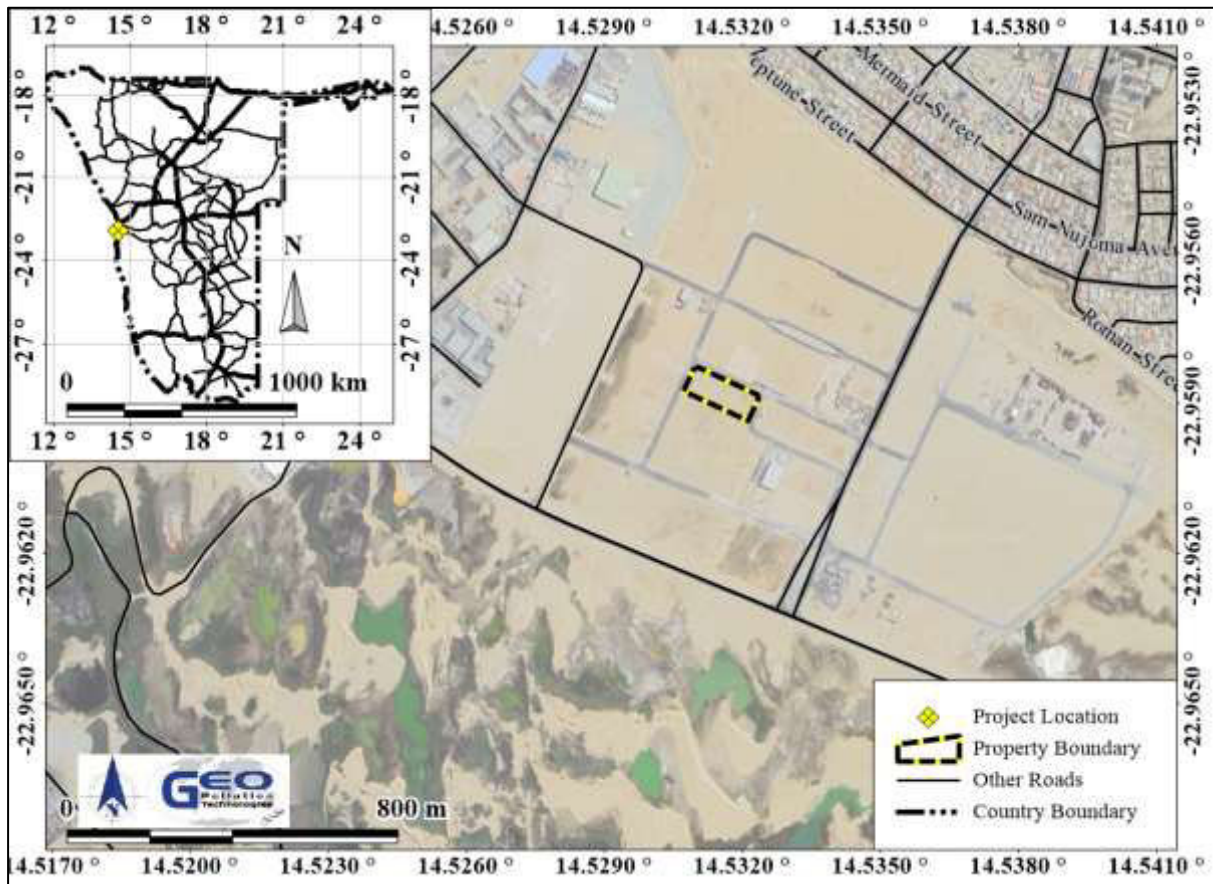 12 ° 15 ° 18 ° 21 ° 24 °
14.5260 ° 14.5290 ° 14.5320 ° 14.5350 ° 14.5380 ° 14.5410 °
-18 ° -18 °
-21 ° -21 °
-24 ° -24 °
-27 ° -27 °
N
0 1000 km
12 ° 15 ° 18 ° 21 ° 24 °
Mermaid Street
Neptune Street
Sam Nujoma
Roman Street
-22.9530 °
-22.9560 °
-22.9590 °
-22.9620 ° -22.9620 °
-22.9650 ° -22.9650 °
Project Location
Property Boundary
Other Roads
Country Boundary
GEO
Pollution
Technologies
0 800 m
14.5170 ° 14.5200 ° 14.5230 ° 14.5260 ° 14.5290 ° 14.5320 ° 14.5350 ° 14.5380 ° 14.5410 °